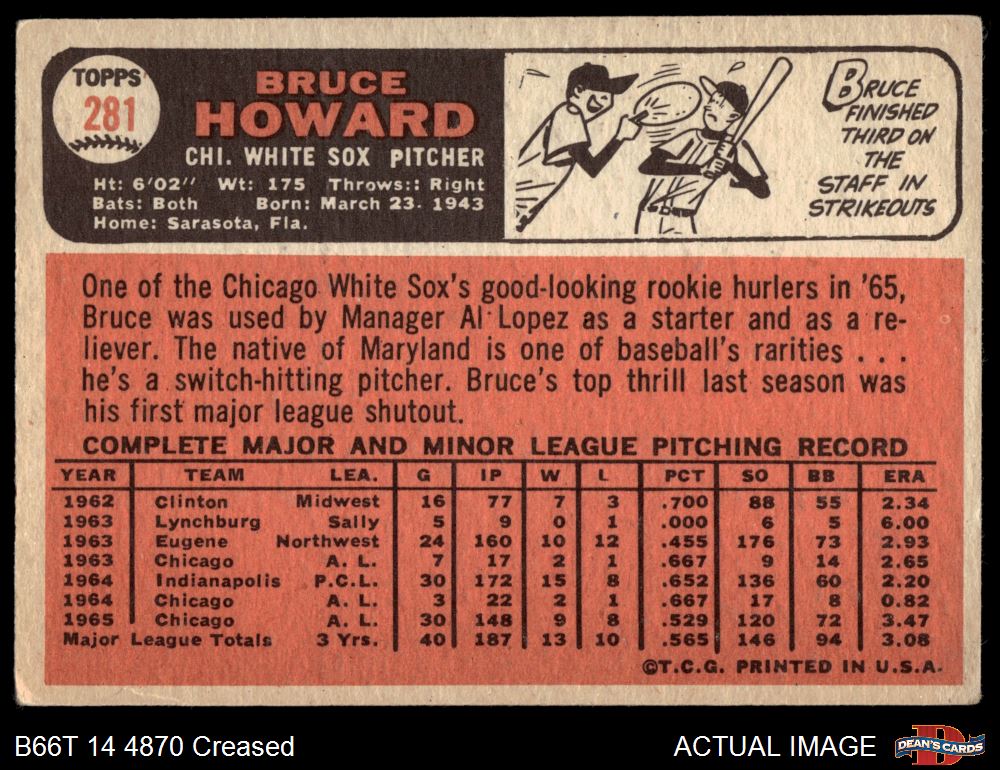 TOPPS
281
BRUCE
HOWARD
CHI. WHITE SOX PITCHER
Ht: 6'02" Wt: 175 Throws:: Right
Bats: Both Born: March 23. 1943
Home: Sarasota, Fla.
BRUCE
FINISHED
THIRD ON
THE
STAFF IN
STRIKEOUTS
One of the Chicago White Sox's good-looking rookie hurlers in '65,
Bruce was used by Manager Al Lopez as a starter and as a re-
liever. The native of Maryland is one of baseball's rarities . . .
he's a switch-hitting pitcher. Bruce's top thrill last season was
his first major league shutout.
COMPLETE MAJOR AND MINOR LEAGUE PITCHING RECORD
YEAR TEAM LEA. G IP W L PCT SO BB ERA
1962 Clinton Midwest 16 77 7 3 .700 88 55 2.34
1963 Lynchburg Sally 5 9 0 1 .000 6 5 6.00
1963 Eugene Northwest 24 160 10 12 .455 176 73 2.93
1963 Chicago A. L. 7 17 2 1 .667 9 14 2.65
1964 Indianapolis P.C.L. 30 172 15 8 .652 136 60 2.20
1964 Chicago A. L. 3 22 2 1 .667 17 8 0.82
1965 Chicago A. L. 30 148 9 8 .529 120 72 3.47
Major League Totals 3 Yrs. 40 187 13 10 .565 146 94 3.08
©T.C.G. PRINTED IN U.S.A.
B66T 14 4870 Creased
ACTUAL IMAGE
DEAN'S CARDS